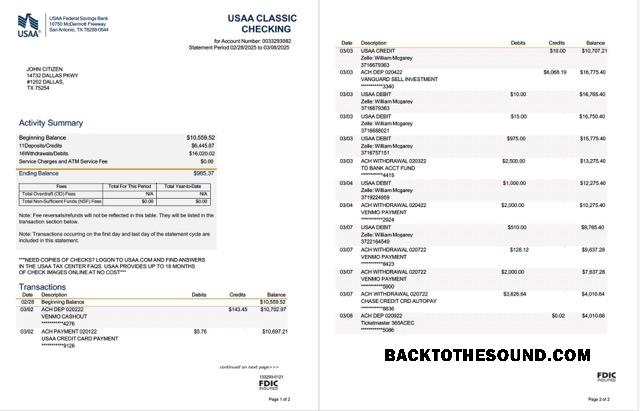 USAA®
USAA Federal Savings Bank
10750 McDermott Freeway
San Antonio, TX 78288-0544
USAA CLASSIC
CHECKING
for Account Number: 0033293082
Statement Period 02/28/2025 to 03/08/2025
JOHN CITIZEN
14732 DALLAS PKWY
#1202 DALLAS,
TX 75254
Activity Summary
Beginning Balance $10,559.52
11Deposits/Credits $6,445.87
16Withdrawals/Debits $16,020.02
Service Charges and ATM Service Fee $0.00
Ending Balance $985.37
Fees Total For This Period Total Year-to-Date
Total Overdraft (OD) Fees N/A N/A
Total Non-Sufficient Funds (NSF) Fees $0.00 $0.00
Note: Fee reversals/refunds will not be reflected in this table. They will be listed in the
transaction section below.
Note: Transactions occurring on the first and last day of the statement cycle are
included in this statement.
***NEED COPIES OF CHECKS? LOGON TO USAA.COM AND FIND ANSWERS
IN THE USAA TAX CENTER FAQS. USAA PROVIDES UP TO 18 MONTHS
OF CHECK IMAGES ONLINE AT NO COST***
Transactions
Date Description Debits Credits Balance
02/28 Beginning Balance $10,559.52
03/02 ACH DEP 020222 $143.45 $10,702.97
VENMO CASHOUT
***********4276
03/02 ACH PAYMENT 020122 $5.76 $10,697.21
USAA CREDIT CARD PAYMENT
***********9126
continued on next page>>>
133293-0121
FDIC
INSURED
Page 1 of 2
Date Description Debits Credits Balance
03/03 USAA CREDIT $10.00 $10,707.21
Zelle: William Mcgarey
3716679363
03/03 ACH DEP 020422 $6,068.19 $16,775.40
VANGUARD SELL INVESTMENT
***********3340
03/03 USAA DEBIT $10.00 $16,765.40
Zelle: William Mcgarey
3716679363
03/03 USAA DEBIT $15.00 $16,750.40
Zelle: William Mcgarey
3716688021
03/03 USAA DEBIT $975.00 $15,775.40
Zelle: William Mcgarey
3716757151
03/03 ACH WITHDRAWAL 020322 $2,500.00 $13,275.40
TD BANK ACCT FUND
***********4415
03/04 USAA DEBIT $1,000.00 $12,275.40
Zelle: William Mcgarey
3719224959
03/04 ACH WITHDRAWAL 020422 $2,000.00 $10,275.40
VENMO PAYMENT
***********2924
03/07 USAA DEBIT $510.00 $9,765.40
Zelle: William Mcgarey
3722164549
03/07 ACH WITHDRAWAL 020722 $128.12 $9,637.28
VENMO PAYMENT
***********8423
03/07 ACH WITHDRAWAL 020722 $2,000.00 $7,637.28
VENMO PAYMENT
***********5900
03/07 ACH WITHDRAWAL 020722 $3,626.64 $4,010.64
CHASE CREDIT CRD AUTOPAY
***********8636
03/08 ACH DEP 020922 $0.02 $4,010.66
Ticketmaster 365ACEC
***********5086
BACKTOTHESOUND.COM
FDIC
INSURED
Page 2 of 2